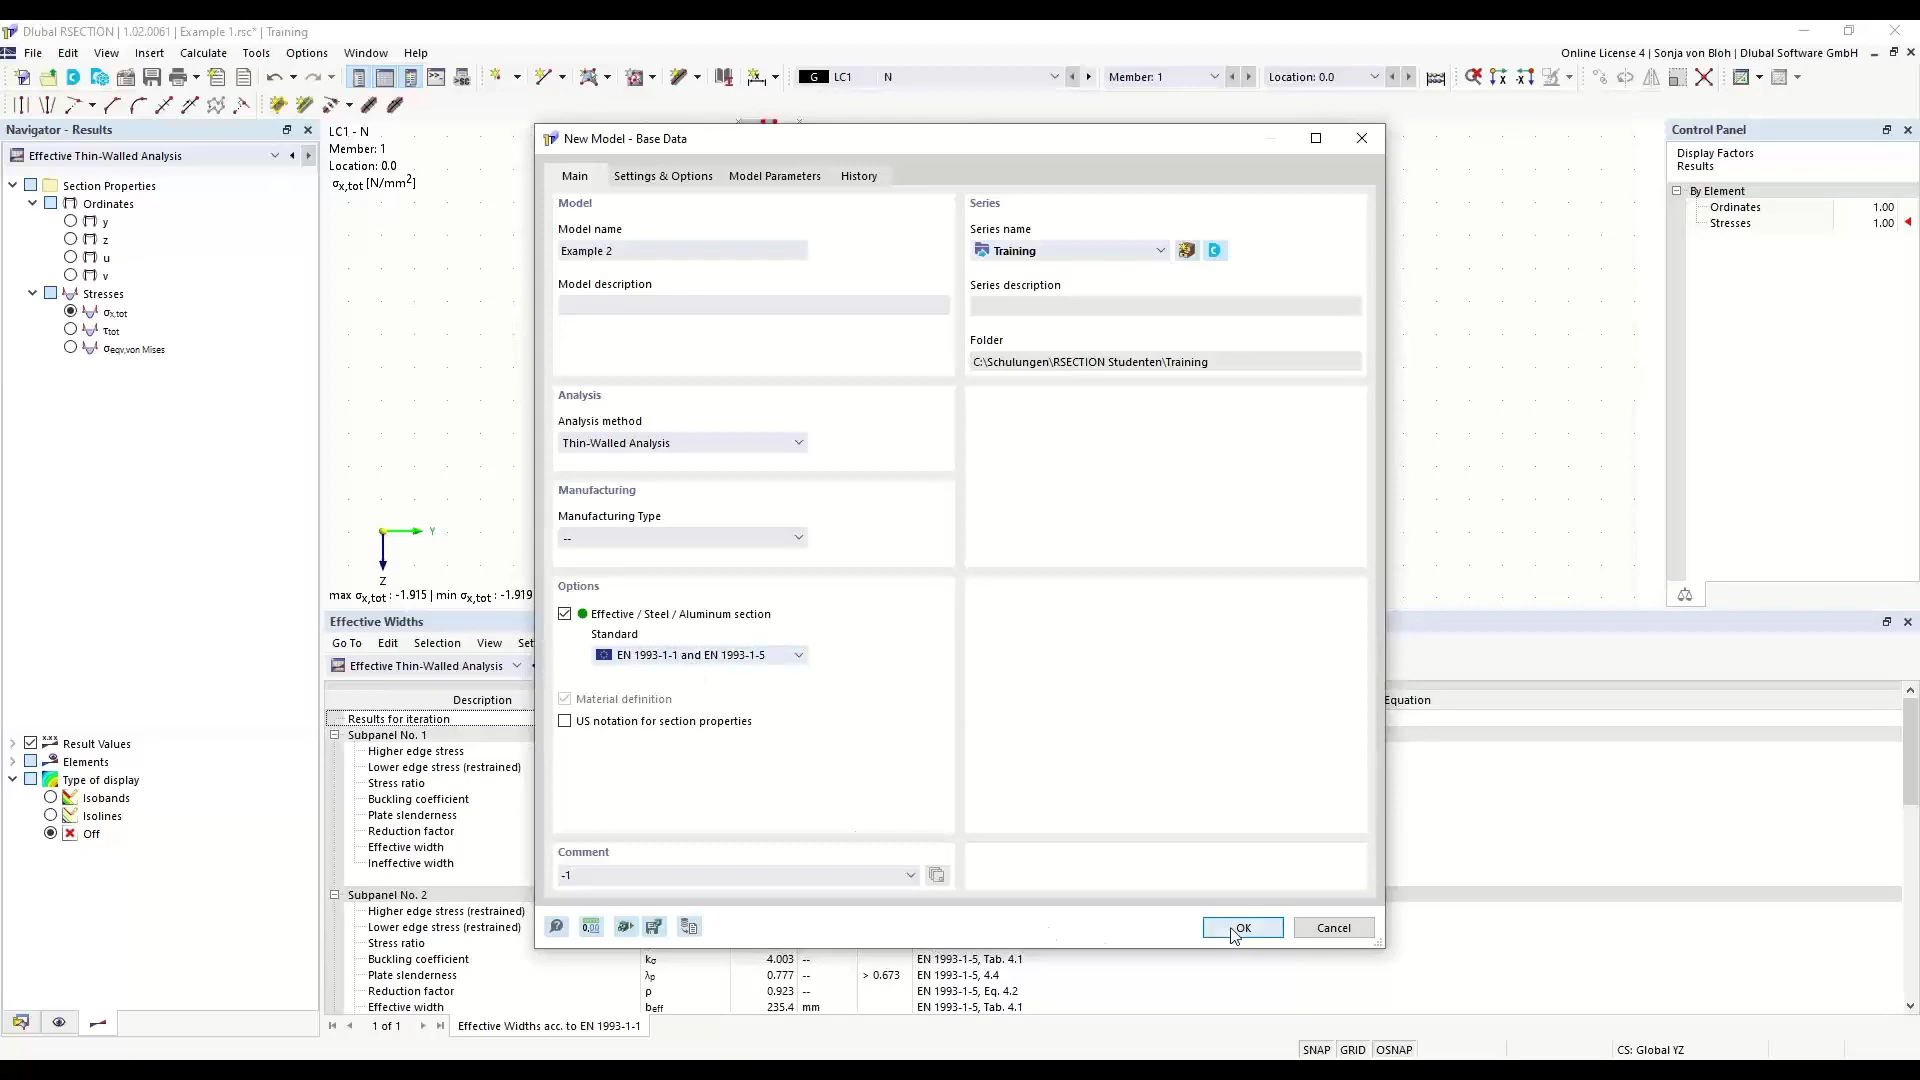 Dlubal RSECTION | 1.02.0061 | Example 1.rsc* | Training
File Edit View Insert Calculate Tools Options Window Help
Online License 4 | Sonja von Bloh | Dlubal Software GmbH
G LC1 N Member: 1 Location: 0.0
Navigator - Results
Effective Thin-Walled Analysis
Section Properties
Ordinates
y
z
u
v
Stresses
σx,tot
τtot
σeqv,von Mises
Result Values
Elements
Type of display
Isobands
Isolines
Off
LC1 - N
Member: 1
Location: 0.0
σx,tot [N/mm2]
Y
Z
max σx,tot : -1.915 | min σx,tot : -1.919
New Model - Base Data
Main Settings & Options Model Parameters History
Model
Model name
Example 2
Model description
Series
Series name
Training
Series description
Folder
C:\Schulungen\RSECTION Studenten\Training
Analysis
Analysis method
Thin-Walled Analysis
Manufacturing
Manufacturing Type
--
Options
Effective / Steel / Aluminum section
Standard
EN 1993-1-1 and EN 1993-1-5
Material definition
US notation for section properties
Comment
-1
0,00
OK Cancel
Control Panel
Display Factors
Results
By Element
Ordinates 1.00
Stresses 1.00
Effective Widths
Go To Edit Selection View Set
Effective Thin-Walled Analysis
Description Equation
Results for iteration
Subpanel No. 1
Higher edge stress
Lower edge stress (restrained)
Stress ratio
Buckling coefficient
Plate slenderness
Reduction factor
Effective width
Ineffective width
Subpanel No. 2
Higher edge stress (restrained)
Lower edge stress (restrained)
Stress ratio
Buckling coefficient kσ 4.003 -- EN 1993-1-5, Tab. 4.1
Plate slenderness λp 0.777 -- > 0.673 EN 1993-1-5, 4.4
Reduction factor ρ 0.923 -- EN 1993-1-5, Eq. 4.2
Effective width beff 235.4 mm EN 1993-1-5, Tab. 4.1
1 of 1 Effective Widths acc. to EN 1993-1-1
SNAP GRID OSNAP CS: Global YZ